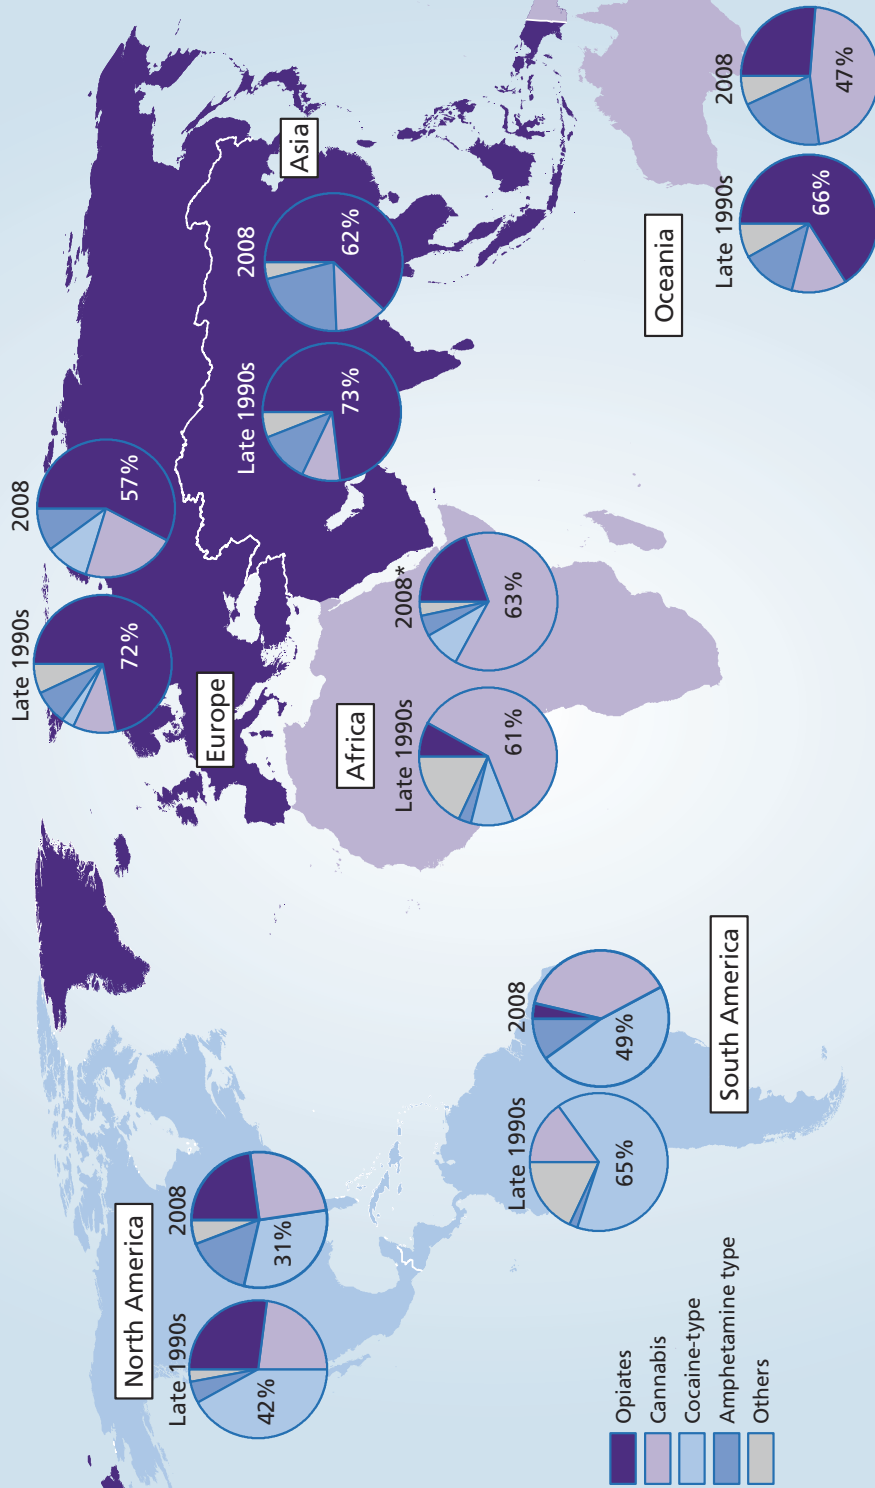 North America
Late 1990s
42%
2008
31%
South America
Late 1990s
65%
2008
49%
Europe
Late 1990s
72%
2008
57%
Africa
Late 1990s
61%
2008*
63%
Asia
Late 1990s
73%
2008
62%
Oceania
Late 1990s
66%
2008
47%
Opiates
Cannabis
Cocaine-type
Amphetamine type
Others